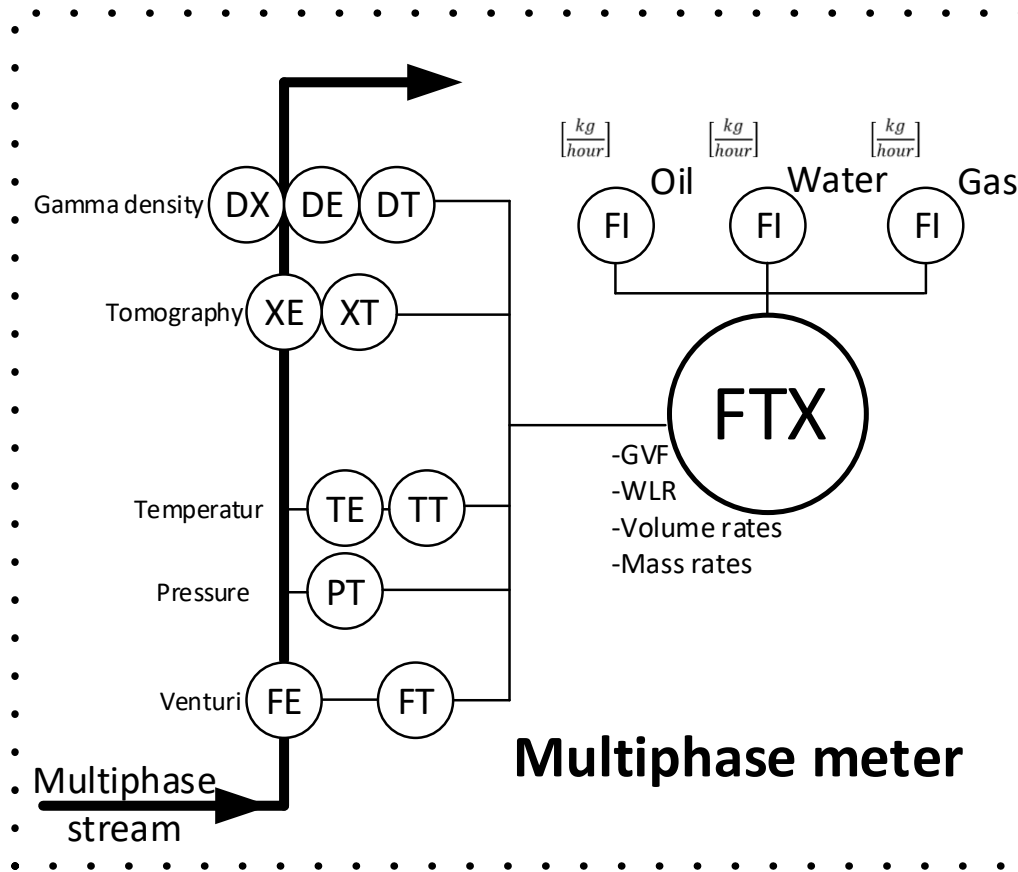 [kg/hour] [kg/hour] [kg/hour]
Oil Water Gas
FI FI FI
Gamma density DX DE DT
Tomography XE XT
FTX
-GVF
-WLR
-Volume rates
-Mass rates
Temperatur TE TT
Pressure PT
Venturi FE FT
Multiphase meter
Multiphase
stream